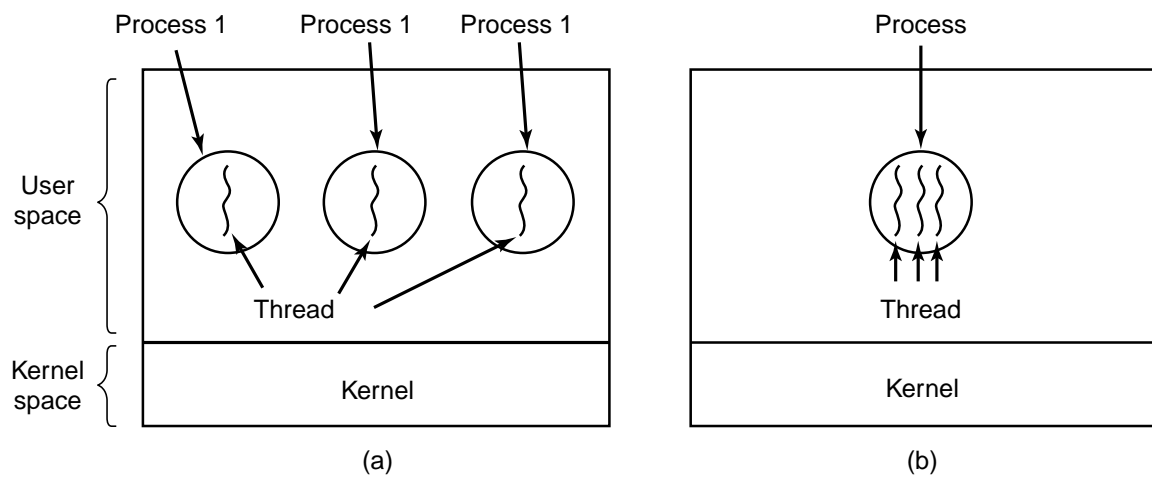 Process 1
Process 1
Process 1
Process
User
space
Thread
Thread
Kernel
space
Kernel
Kernel
(a)
(b)